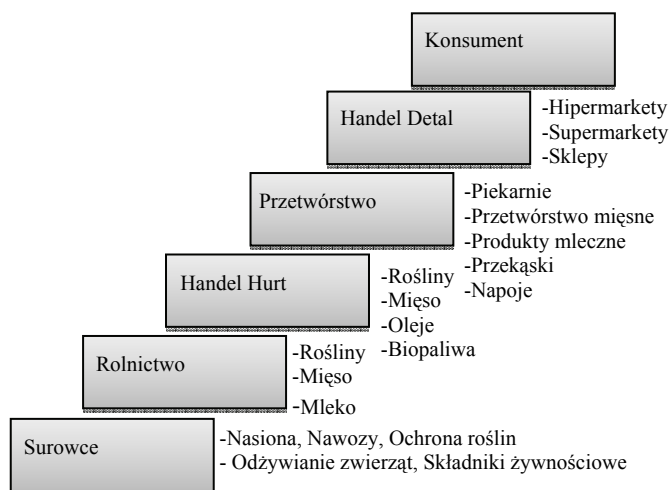 Konsument
Handel Detal
-Hipermarkety
-Supermarkety
-Sklepy
Przetwórstwo
-Piekarnie
-Przetwórstwo mięsne
-Produkty mleczne
-Przekąski
-Napoje
Handel Hurt
-Rośliny
-Mięso
-Oleje
-Biopaliwa
Rolnictwo
-Rośliny
-Mięso
-Mleko
Surowce
-Nasiona, Nawozy, Ochrona roślin
- Odżywianie zwierząt, Składniki żywnościowe